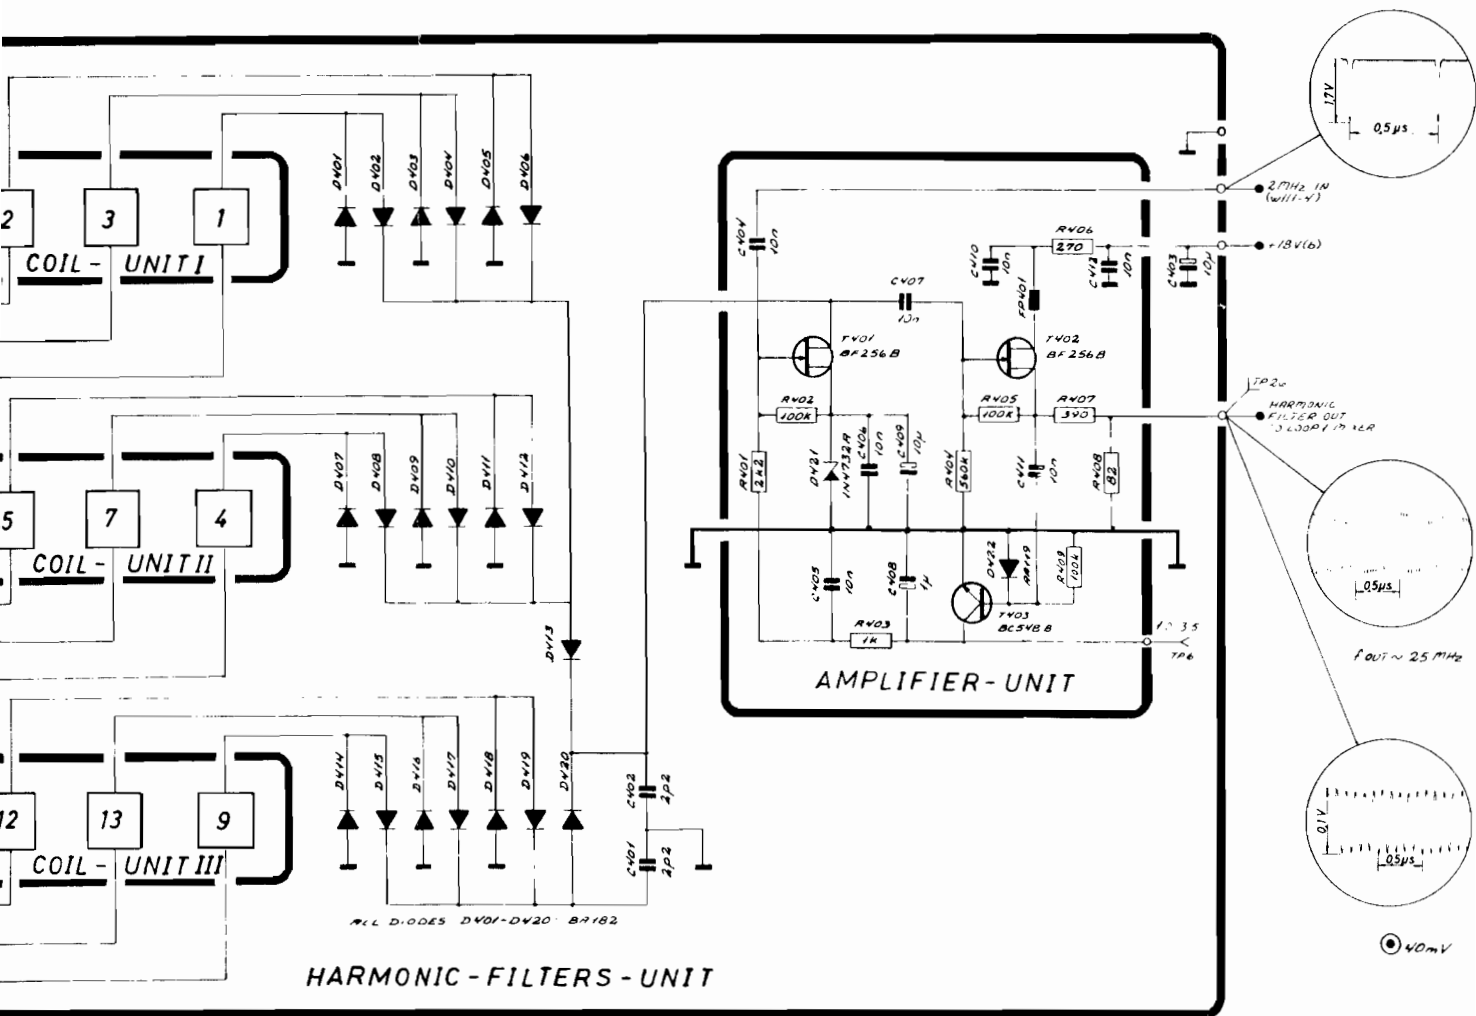 1,7V
0,5µs
D401 D402 D403 D404 D405 D406
2 3 1
COIL- UNIT I
2MHz IN
+18V(b)
C404 10n
C410 10n
R406 270
C412 10n
C403 10µ
FP401
C407 10n
T401 BF256B
T402 BF256B
TP26
HARMONIC
FILTER OUT
R402 100K
R405 100K
R407 390
R401 2k2
D421
C406 10n
C409 10µ
R404 560k
C411 10n
R408 82
D407 D408 D409 D410 D411 D412
5 7 4
COIL- UNIT II
C405 10n
C408 1µ
D422 AA119
R409 100k
T403 BC548B
R403 1K
TP6
AMPLIFIER-UNIT
0,5µs
f OUT ~ 25 MHz
D413
D414 D415 D416 D417 D418 D419 D420
12 13 9
COIL- UNIT III
C402 2p2
C401 2p2
0,1V
0,5µs
ALL DIODES D401-D420 BA182
40mV
HARMONIC-FILTERS-UNIT